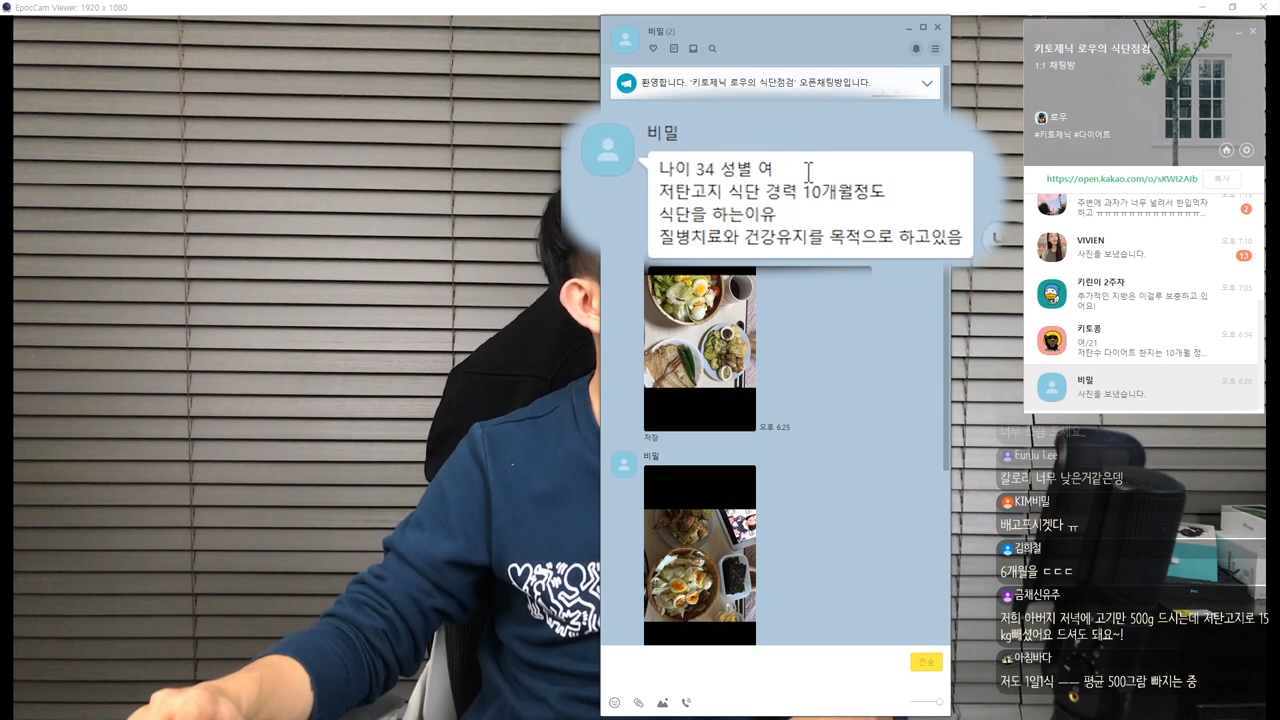 EpocCam Viewer: 1920 x 1080
비밀 (2)
환영합니다. '키토제닉 로우의 식단점검' 오픈채팅방입니다.
비밀
나이 34 성별 여
저탄고지 식단 경력 10개월정도
식단을 하는이유
질병치료와 건강유지를 목적으로 하고있음
오후 6:25
저장
비밀
전송
키토제닉 로우의 식단점검
1:1 채팅방
로우
#키토제닉 #다이어트
https://open.kakao.com/o/sKWI2AIb
복사
주변에 과자가 너무 널려서 한입먹자
2
VIVIEN
오후 7:10
사진을 보냈습니다.
13
키린이 2주차
오후 7:03
추가적인 지방은 이걸루 보충하고 있
어요!
키토콩
오후 6:34
여/21
저탄수 다이어트 한지는 10개월 정...
비밀
오후 6:28
사진을 보냈습니다.
Eunju Lee
칼로리 너무 낮은거같은뎅
KIM비밀
배고프시겟다 ㅠ
김희철
6개월을 ㄷㄷㄷ
금채신유주
저희 아버지 저녁에 고기만 500g 드시는데 저탄고지로 15
kg빼셨어요 드셔도 돼요~!
아침바다
저도 1일1식 ㅡㅡ 평균 500그람 빠지는 중